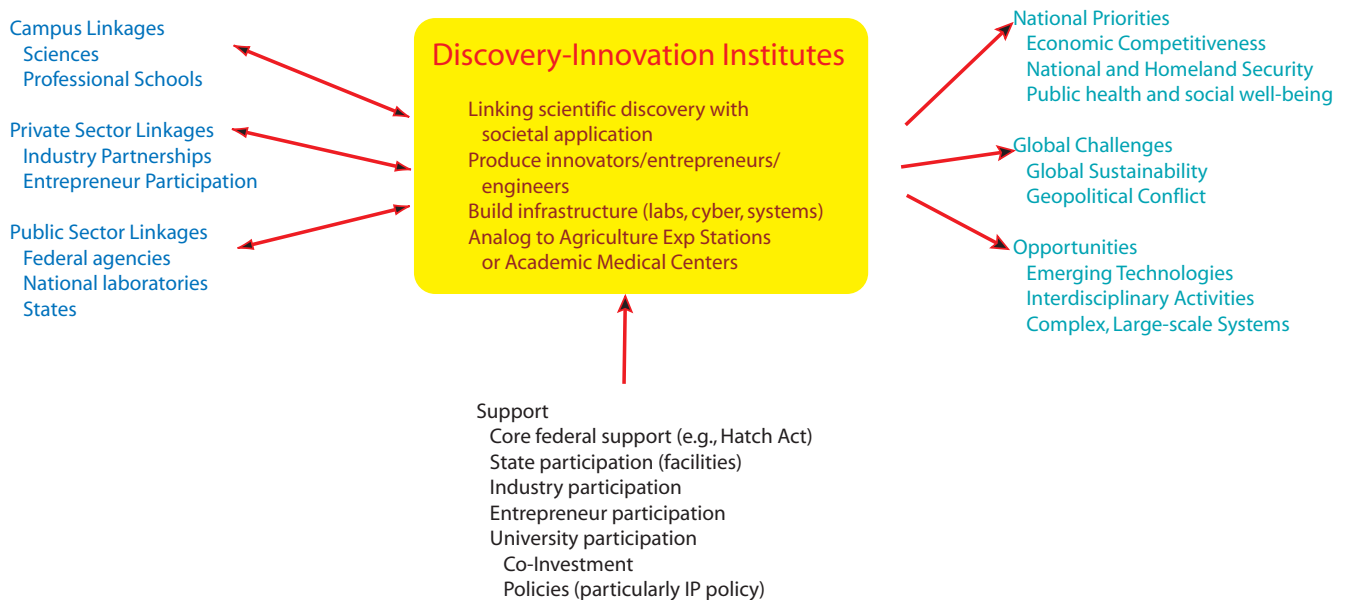 Campus Linkages
Sciences
Professional Schools
Private Sector Linkages
Industry Partnerships
Entrepreneur Participation
Public Sector Linkages
Federal agencies
National laboratories
States
Discovery-Innovation Institutes
Linking scientific discovery with
societal application
Produce innovators/entrepreneurs/
engineers
Build infrastructure (labs, cyber, systems)
Analog to Agriculture Exp Stations
or Academic Medical Centers
National Priorities
Economic Competitiveness
National and Homeland Security
Public health and social well-being
Global Challenges
Global Sustainability
Geopolitical Conflict
Opportunities
Emerging Technologies
Interdisciplinary Activities
Complex, Large-scale Systems
Support
Core federal support (e.g., Hatch Act)
State participation (facilities)
Industry participation
Entrepreneur participation
University participation
Co-Investment
Policies (particularly IP policy)